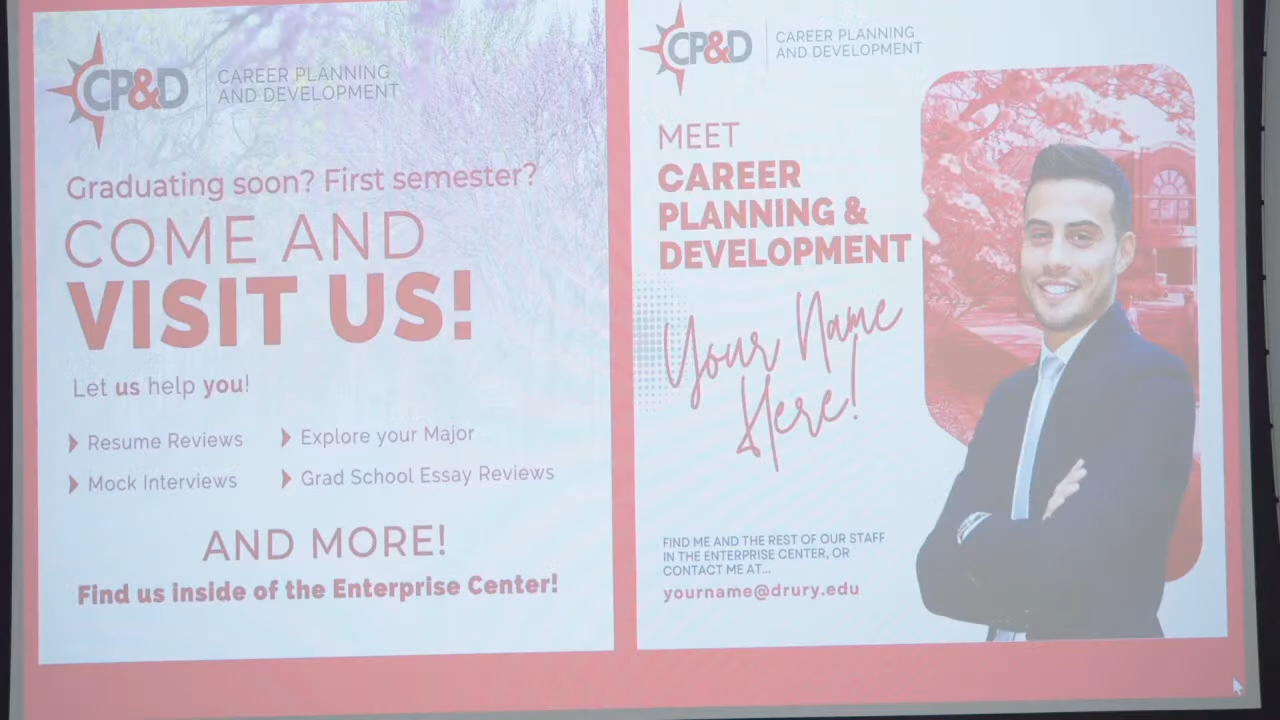 CP&D
CAREER PLANNING
AND DEVELOPMENT
Graduating soon? First semester?
COME AND
VISIT US!
Let us help you!
Resume Reviews
Explore your Major
Mock Interviews
Grad School Essay Reviews
AND MORE!
Find us inside of the Enterprise Center!
CP&D
CAREER PLANNING
AND DEVELOPMENT
MEET
CAREER
PLANNING &
DEVELOPMENT
Your Name
Here!
FIND ME AND THE REST OF OUR STAFF
IN THE ENTERPRISE CENTER, OR
CONTACT ME AT...
yourname@drury.edu